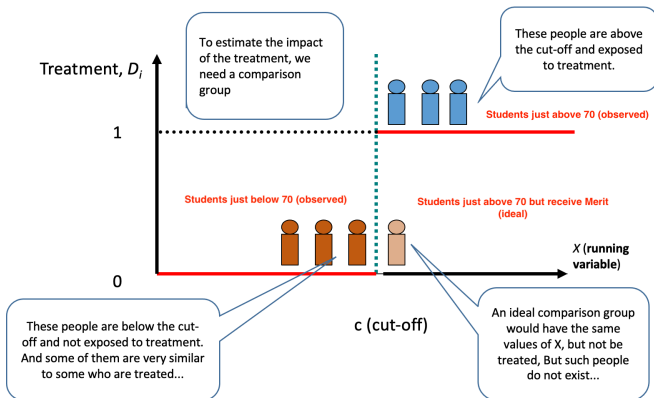 To estimate the impact
of the treatment, we
need a comparison
group
These people are above
the cut-off and exposed
to treatment.
Treatment, Di
Students just above 70 (observed)
1
Students just below 70 (observed)
Students just above 70 but receive Merit
(ideal)
X (running
variable)
0
c (cut-off)
These people are below the cut-
off and not exposed to treatment.
And some of them are very similar
to some who are treated...
An ideal comparison group
would have the same
values of X, but not be
treated, But such people
do not exist...